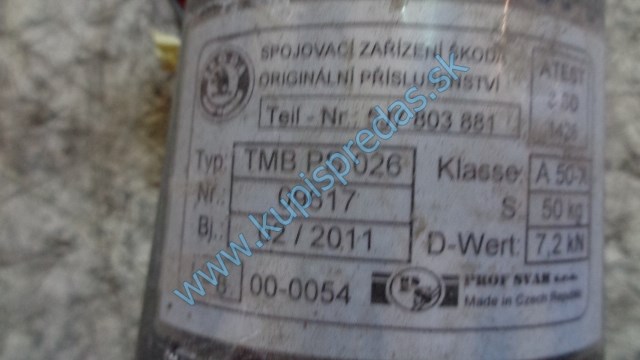 SPOJOVACÍ ZAŘÍZENÍ ŠKODA
ORIGINÁLNÍ PŘÍSLUŠENSTVÍ
ATEST
Teil - Nr.: 803 881
Typ: TMB 026
Klasse: A 50-X
Nr.:
S: 50 kg
Bj.: / 2011
D-Wert: 7,2 kN
00-0054
PROF SVAR s.r.o.
Made in Czech Republic
www.kupispredas.sk